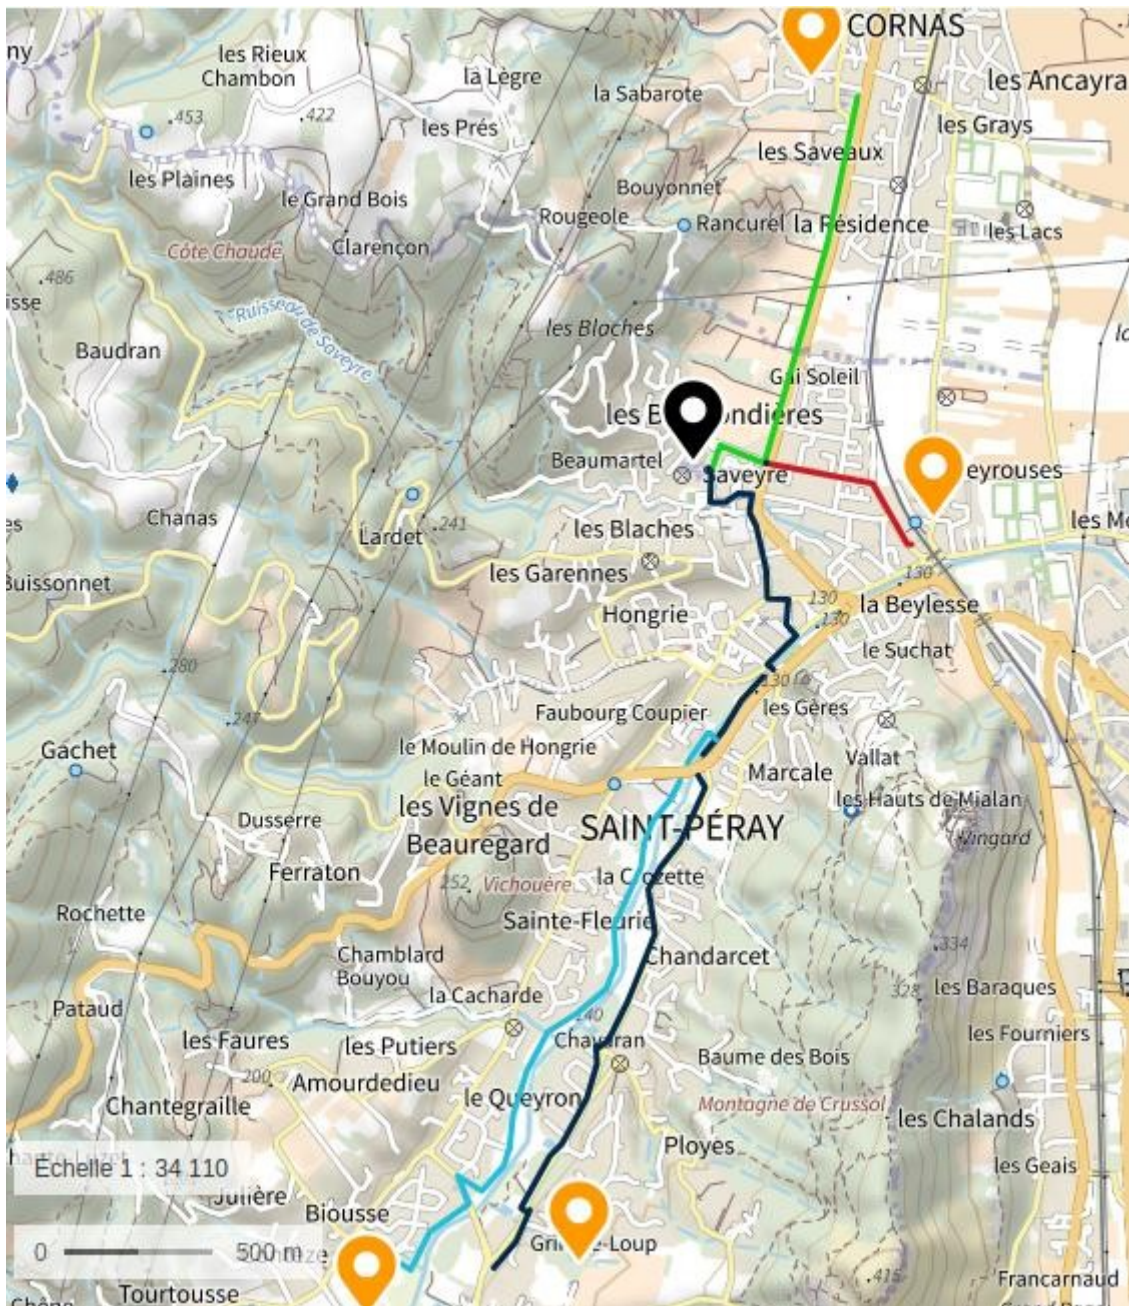 CORNAS
les Rieux
Chambon
la Lègre
les Ancayra
ny
la Sabarote
.453
.422
les Prés
les Grays
les Saveaux
les Plaines
le Grand Bois
Bouyonnet
Rougeole
Rancurel
la Résidence
les Lacs
Côte Chaude
Clarençon
.486
isse
Ruisseau de Saveyre
les Blaches
Baudran
Gai Soleil
Beaumartel
Saveyre
eyrouses
Chanas
.241
les Blaches
Lardet
les Garennes
Buissonnet
130
la Beylesse
Hongrie
130
.130
le Suchat
.280
130
les Gères
Faubourg Coupier
.247
Gachet
le Moulin de Hongrie
Vallat
le Géant
Marcale
les Hauts de Mialan
les Vignes de
Beauregard
Dusserre
SAINT-PÉRAY
Vingard
Ferraton
252
Vichouère
Rochette
Sainte-Fleurie
.334
Chamblard
Bouyou
Chandarcet
la Cacharde
328
les Baraques
Pataud
les Faures
les Putiers
les Fourniers
Baume des Bois
200
Amourdedieu
le Queyron
Chantegraille
Montagne de Crussol
les Chalands
Ployes
Echelle 1 : 34 110
les Geais
Julière
Biousse
0
500 m
.415
Francarnaud
Tourtousse